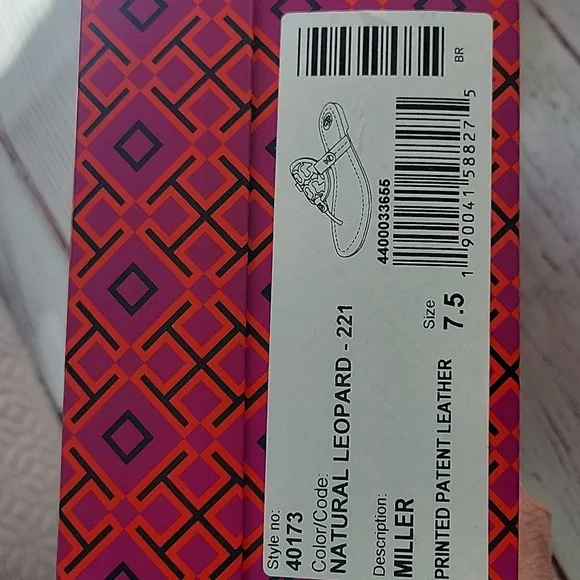 Style no:
40173
Color/Code:
NATURAL LEOPARD - 221
Description:
MILLER
PRINTED PATENT LEATHER
Size
7.5
4400033655
1 90041 58827 5
BR